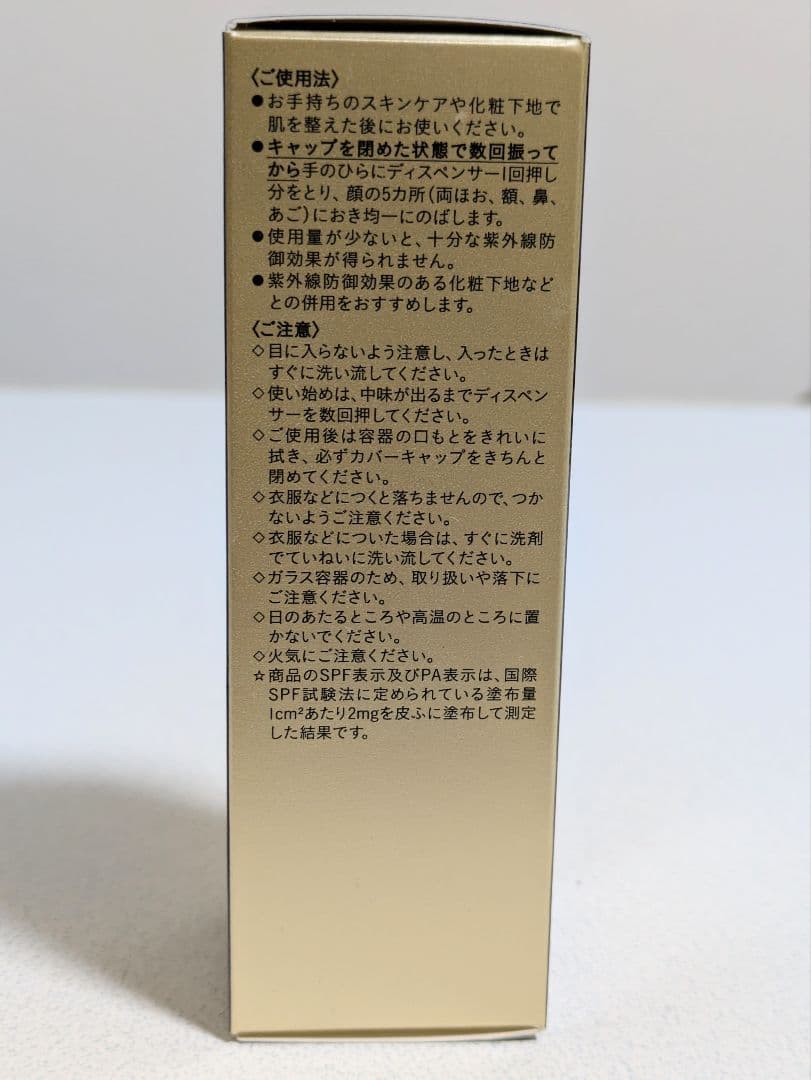 〈ご使用法〉
●お手持ちのスキンケアや化粧下地で
肌を整えた後にお使いください。
●キャップを閉めた状態で数回振って
から手のひらにディスペンサー1回押し
分をとり、顔の5カ所(両ほお、額、鼻、
あご)におき均一にのばします。
●使用量が少ないと、十分な紫外線防
御効果が得られません。
●紫外線防御効果のある化粧下地など
との併用をおすすめします。
〈ご注意〉
◇目に入らないよう注意し、入ったときは
すぐに洗い流してください。
◇使い始めは、中味が出るまでディスペン
サーを数回押してください。
◇ご使用後は容器の口もとをきれいに
拭き、必ずカバーキャップをきちんと
閉めてください。
◇衣服などにつくと落ちませんので、つか
ないようご注意ください。
◇衣服などについた場合は、すぐに洗剤
でていねいに洗い流してください。
◇ガラス容器のため、取り扱いや落下に
ご注意ください。
◇日のあたるところや高温のところに置
かないでください。
◇火気にご注意ください。
☆商品のSPF表示及びPA表示は、国際
SPF試験法に定められている塗布量
1cm²あたり2mgを皮ふに塗布して測定
した結果です。